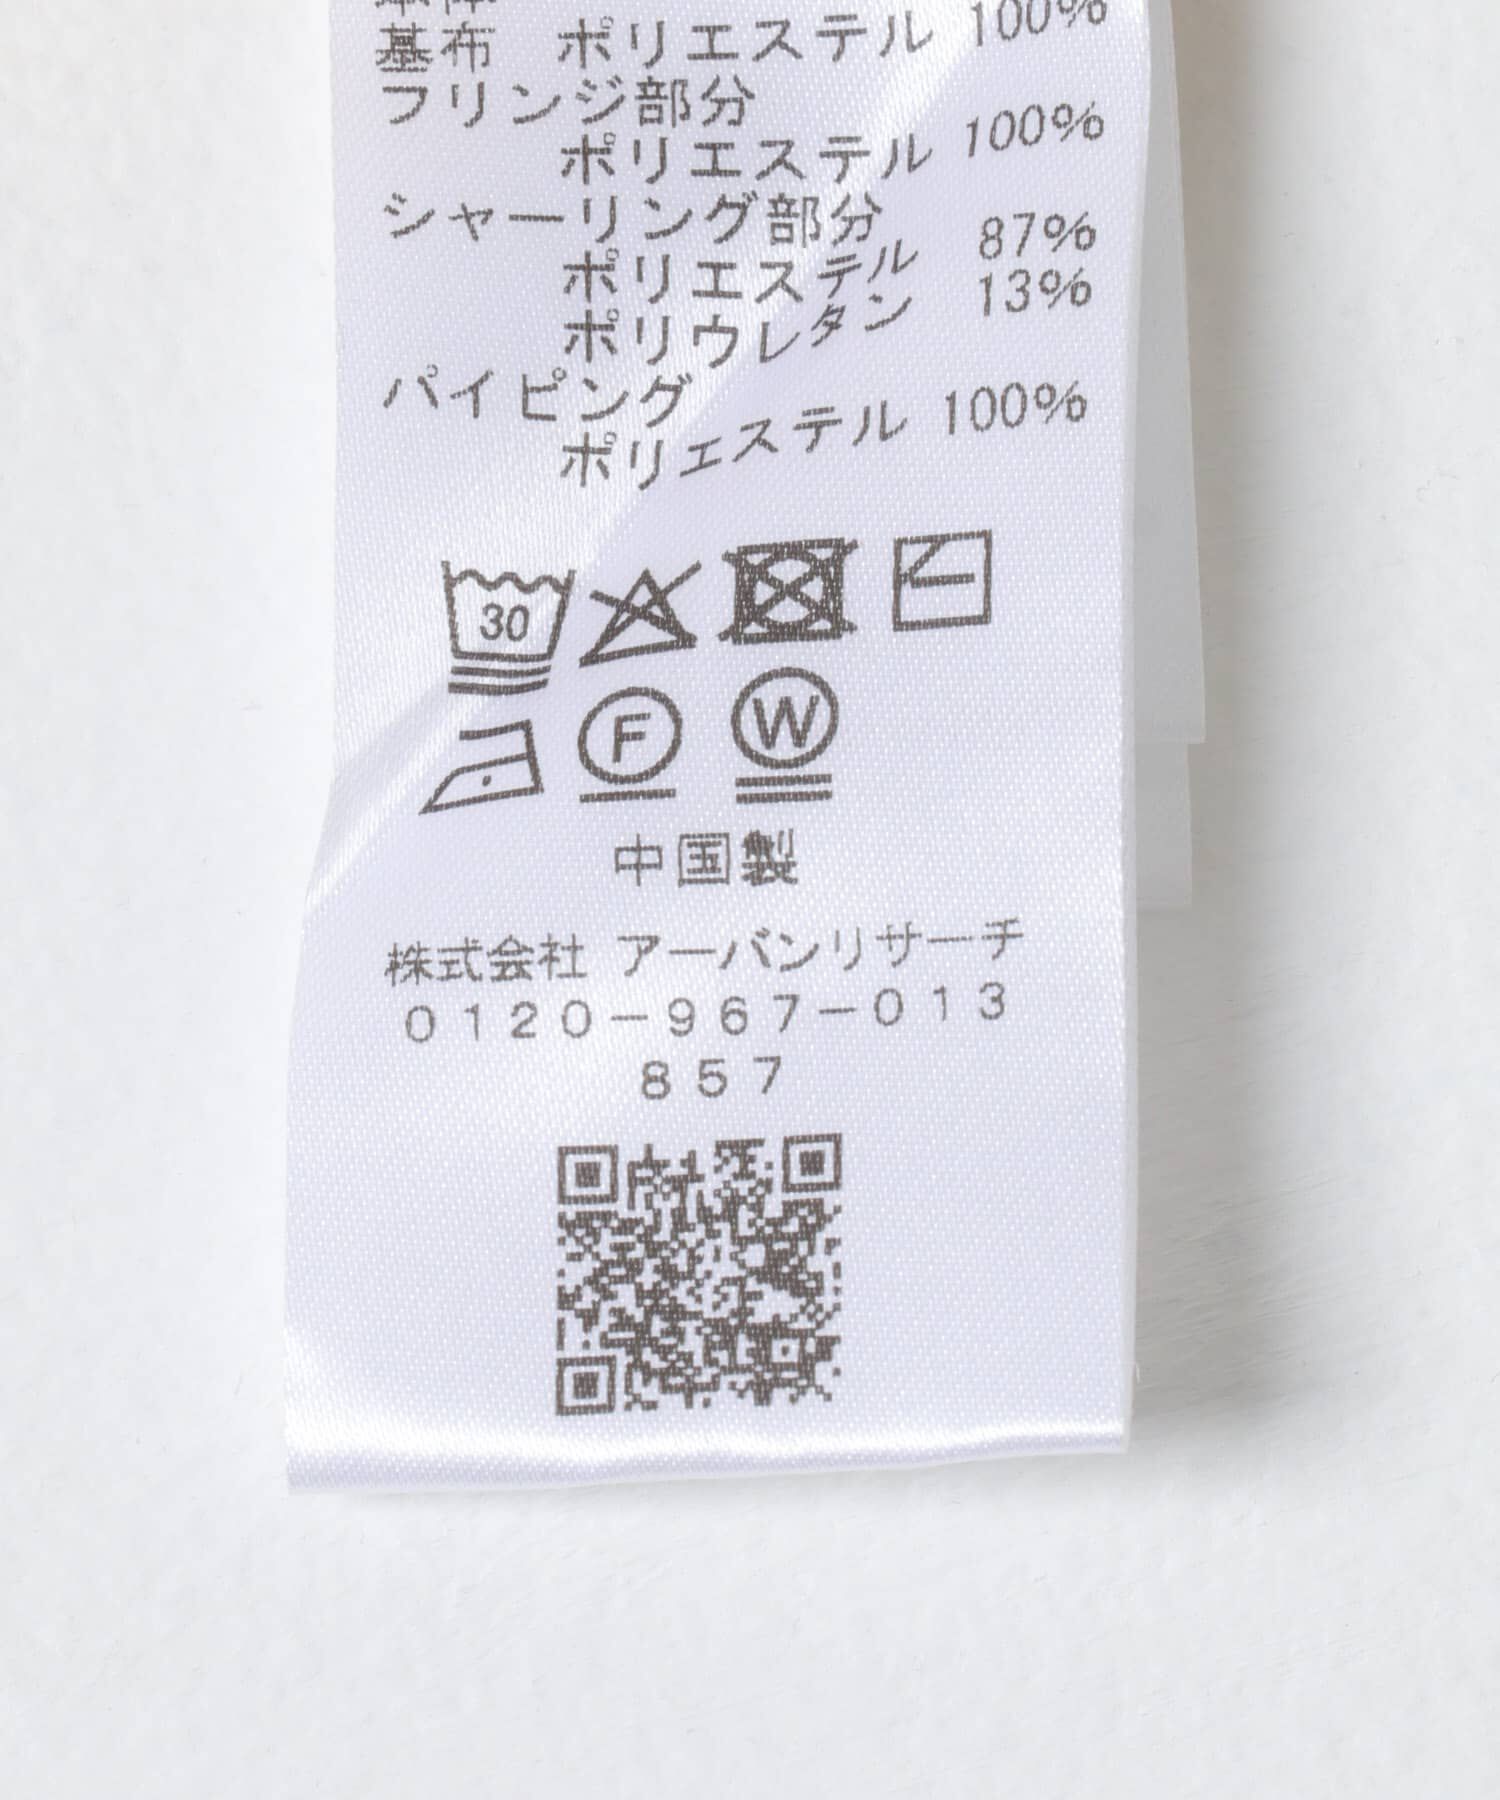 本体
基布 ポリエステル 100%
フリンジ部分
ポリエステル 100%
シャーリング部分
ポリエステル 87%
ポリウレタン 13%
パイピング
ポリエステル 100%
30
F W
中国製
株式会社 アーバンリサーチ
0120-967-013
857